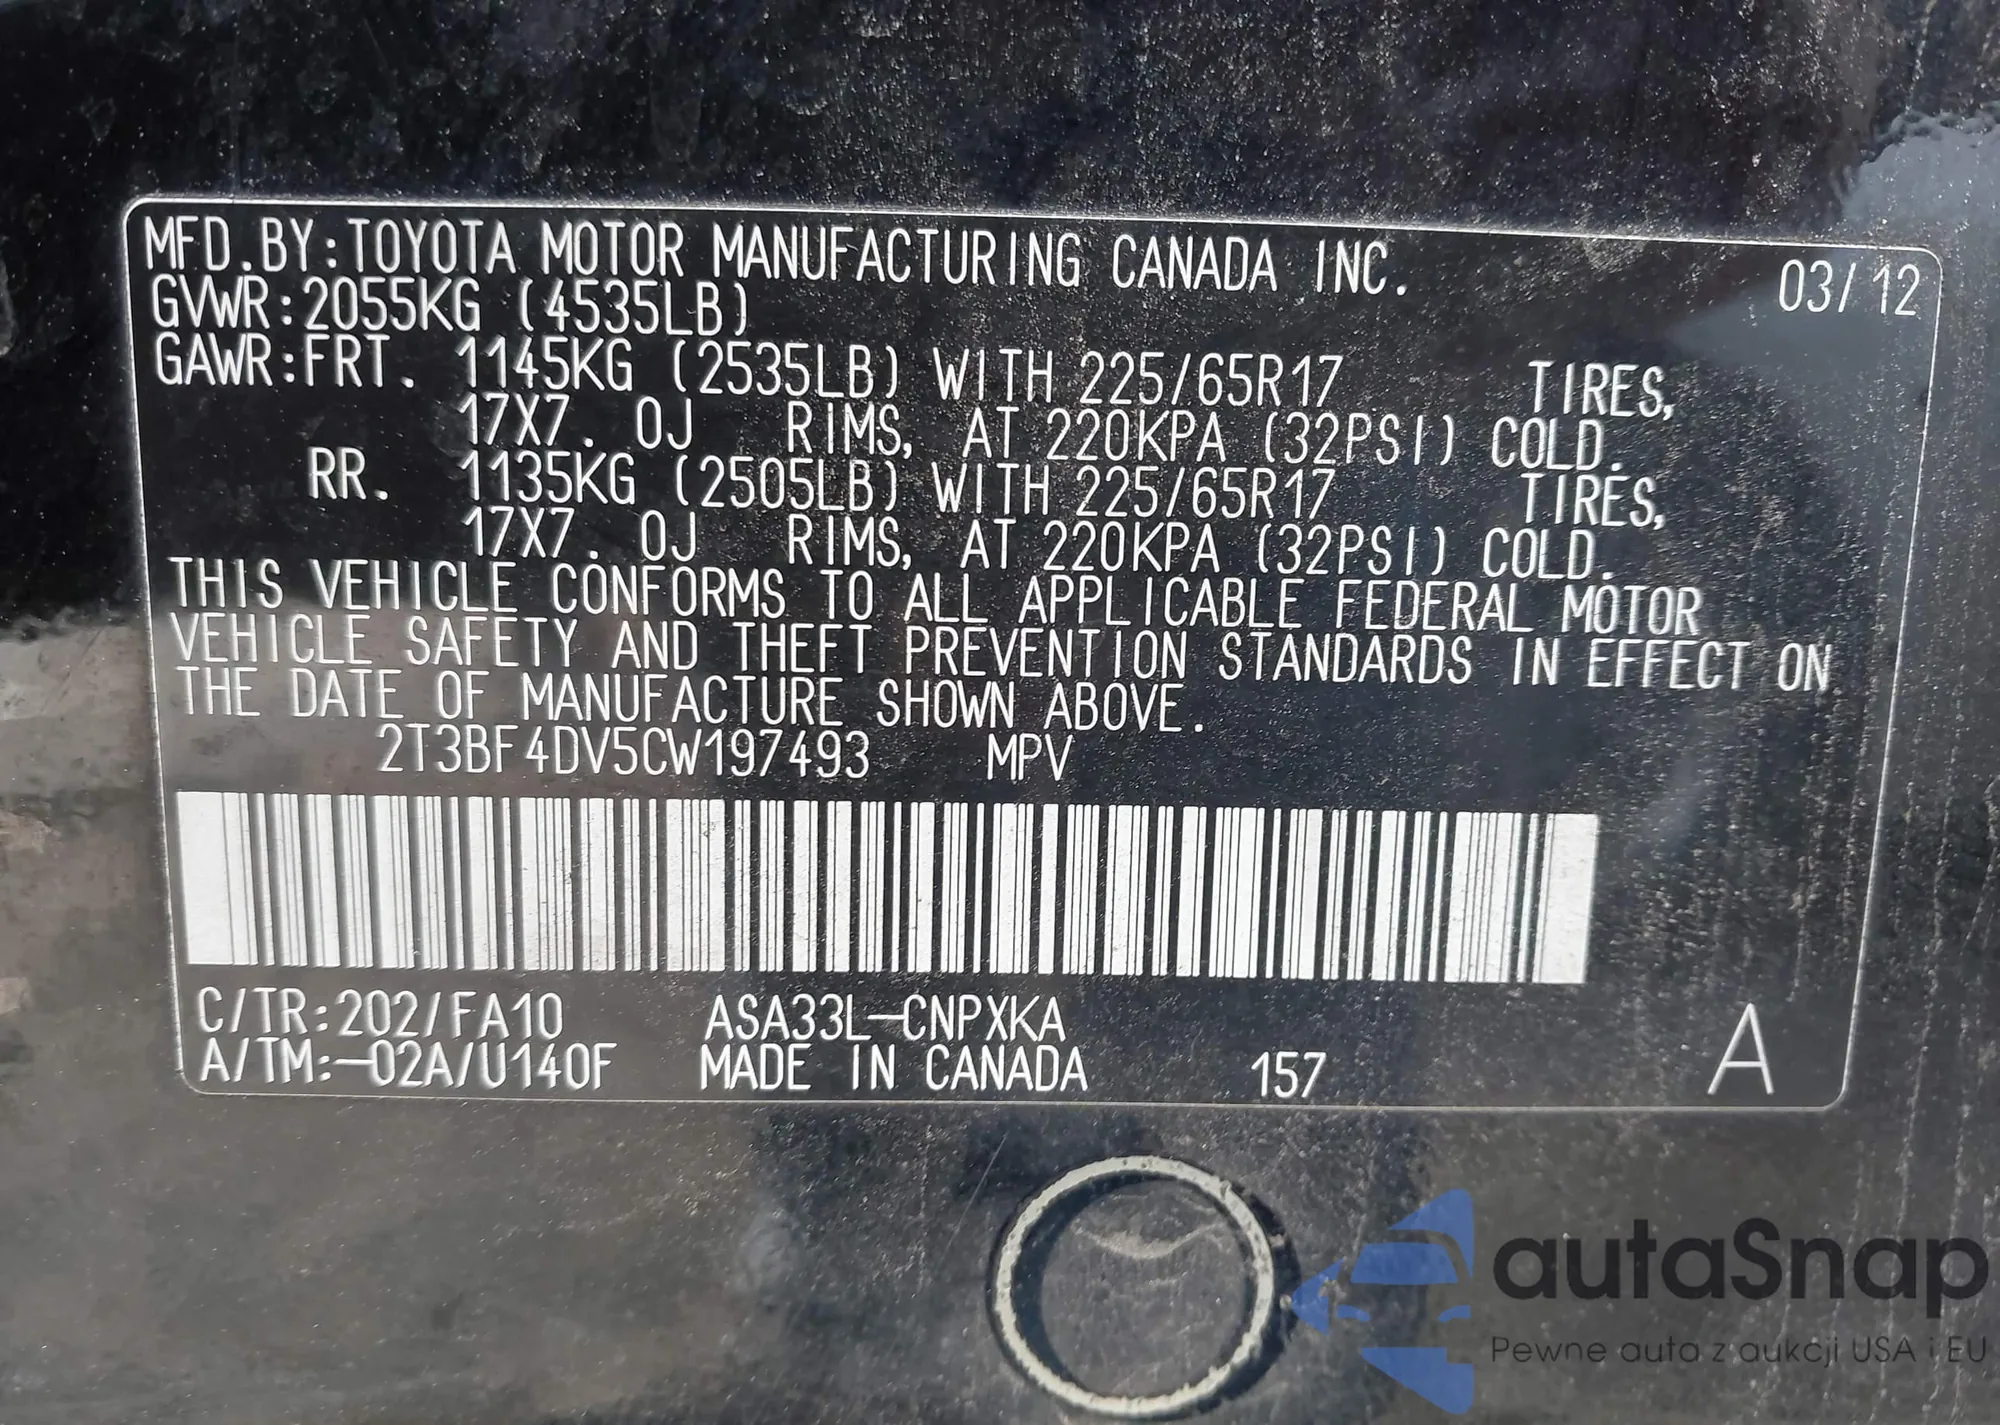 MFD.BY:TOYOTA MOTOR MANUFACTURING CANADA INC.
03/12
GVWR:2055KG (4535LB)
GAWR:FRT. 1145KG (2535LB) WITH 225/65R17 TIRES,
17X7.0J RIMS, AT 220KPA (32PSI) COLD.
RR. 1135KG (2505LB) WITH 225/65R17 TIRES,
17X7.0J RIMS, AT 220KPA (32PSI) COLD.
THIS VEHICLE CONFORMS TO ALL APPLICABLE FEDERAL MOTOR
VEHICLE SAFETY AND THEFT PREVENTION STANDARDS IN EFFECT ON
THE DATE OF MANUFACTURE SHOWN ABOVE.
2T3BF4DV5CW197493 MPV
C/TR:202/FA10 ASA33L-CNPXKA
A/TM:-02A/U140F MADE IN CANADA 157 A
autaSnap
Pewne auta z aukcji USA i EU